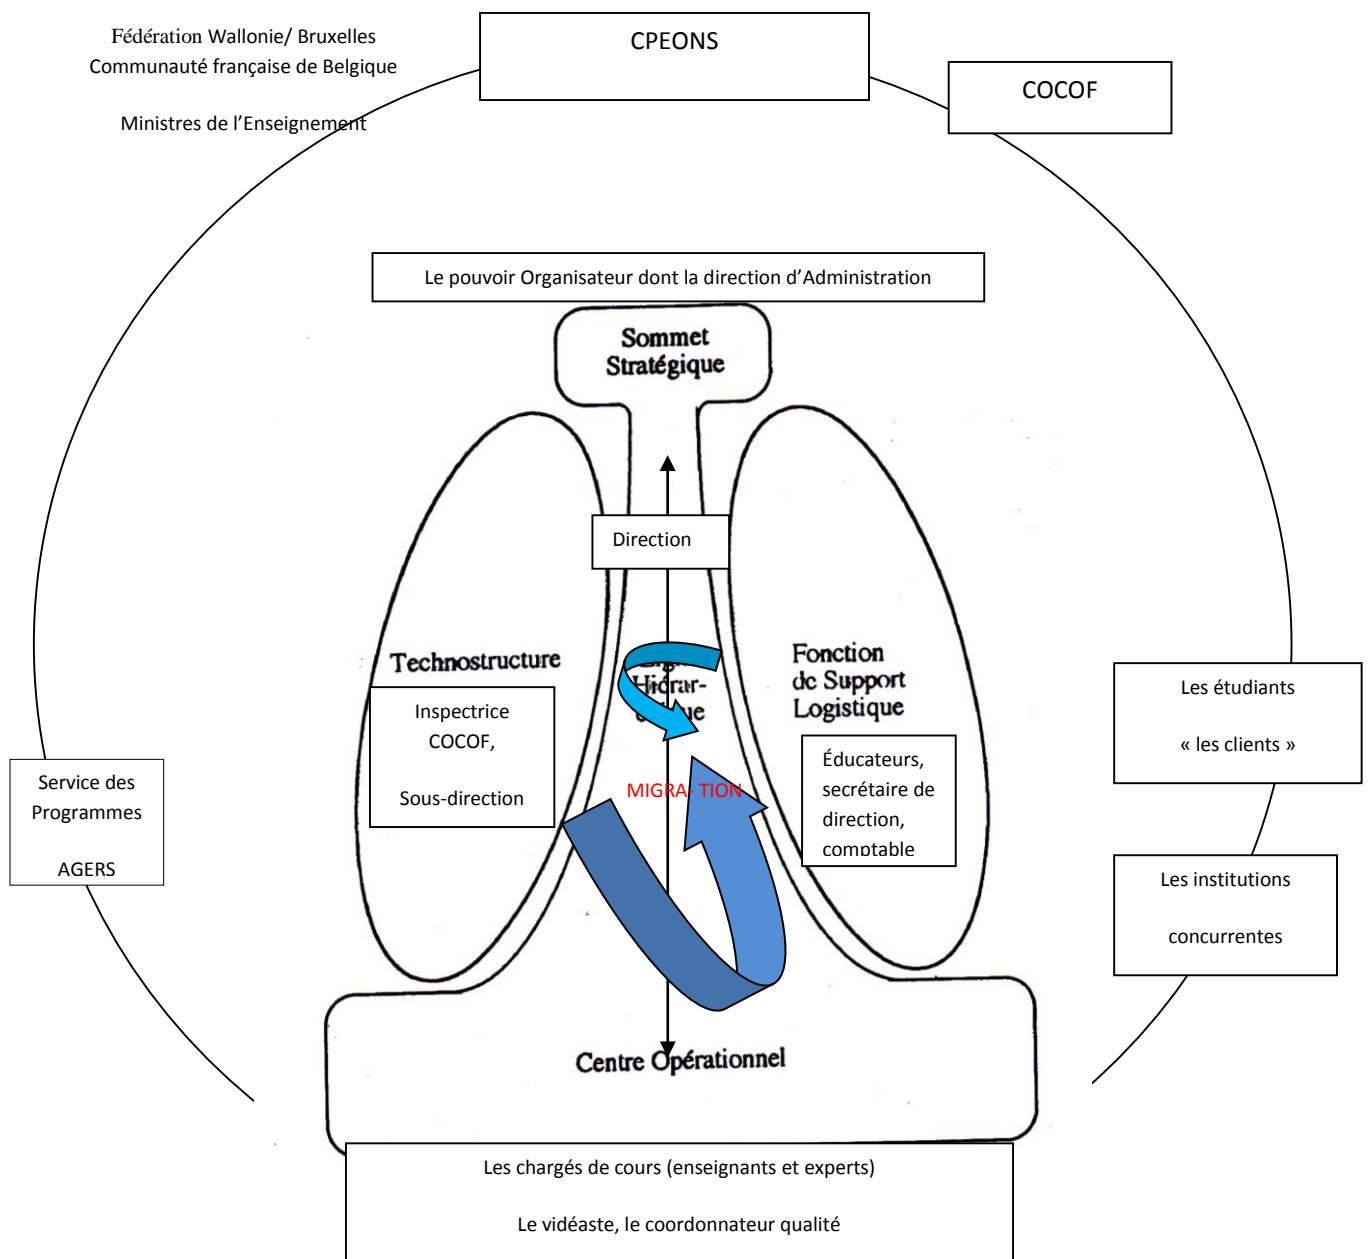 Fédération Wallonie/ Bruxelles
Communauté française de Belgique
Ministres de l'Enseignement
CPEONS
COCOF
Le pouvoir Organisateur dont la direction d'Administration
Sommet
Stratégique
Direction
Technostructure
Inspectrice
COCOF,
Sous-direction
Hiérar-
Fonction
de Support
Logistique
Éducateurs,
secrétaire de
direction,
comptable
MIGRA- TION
Les étudiants
« les clients »
Les institutions
concurrentes
Service des
Programmes
AGERS
Centre Opérationnel
Les chargés de cours (enseignants et experts)
Le vidéaste, le coordonnateur qualité